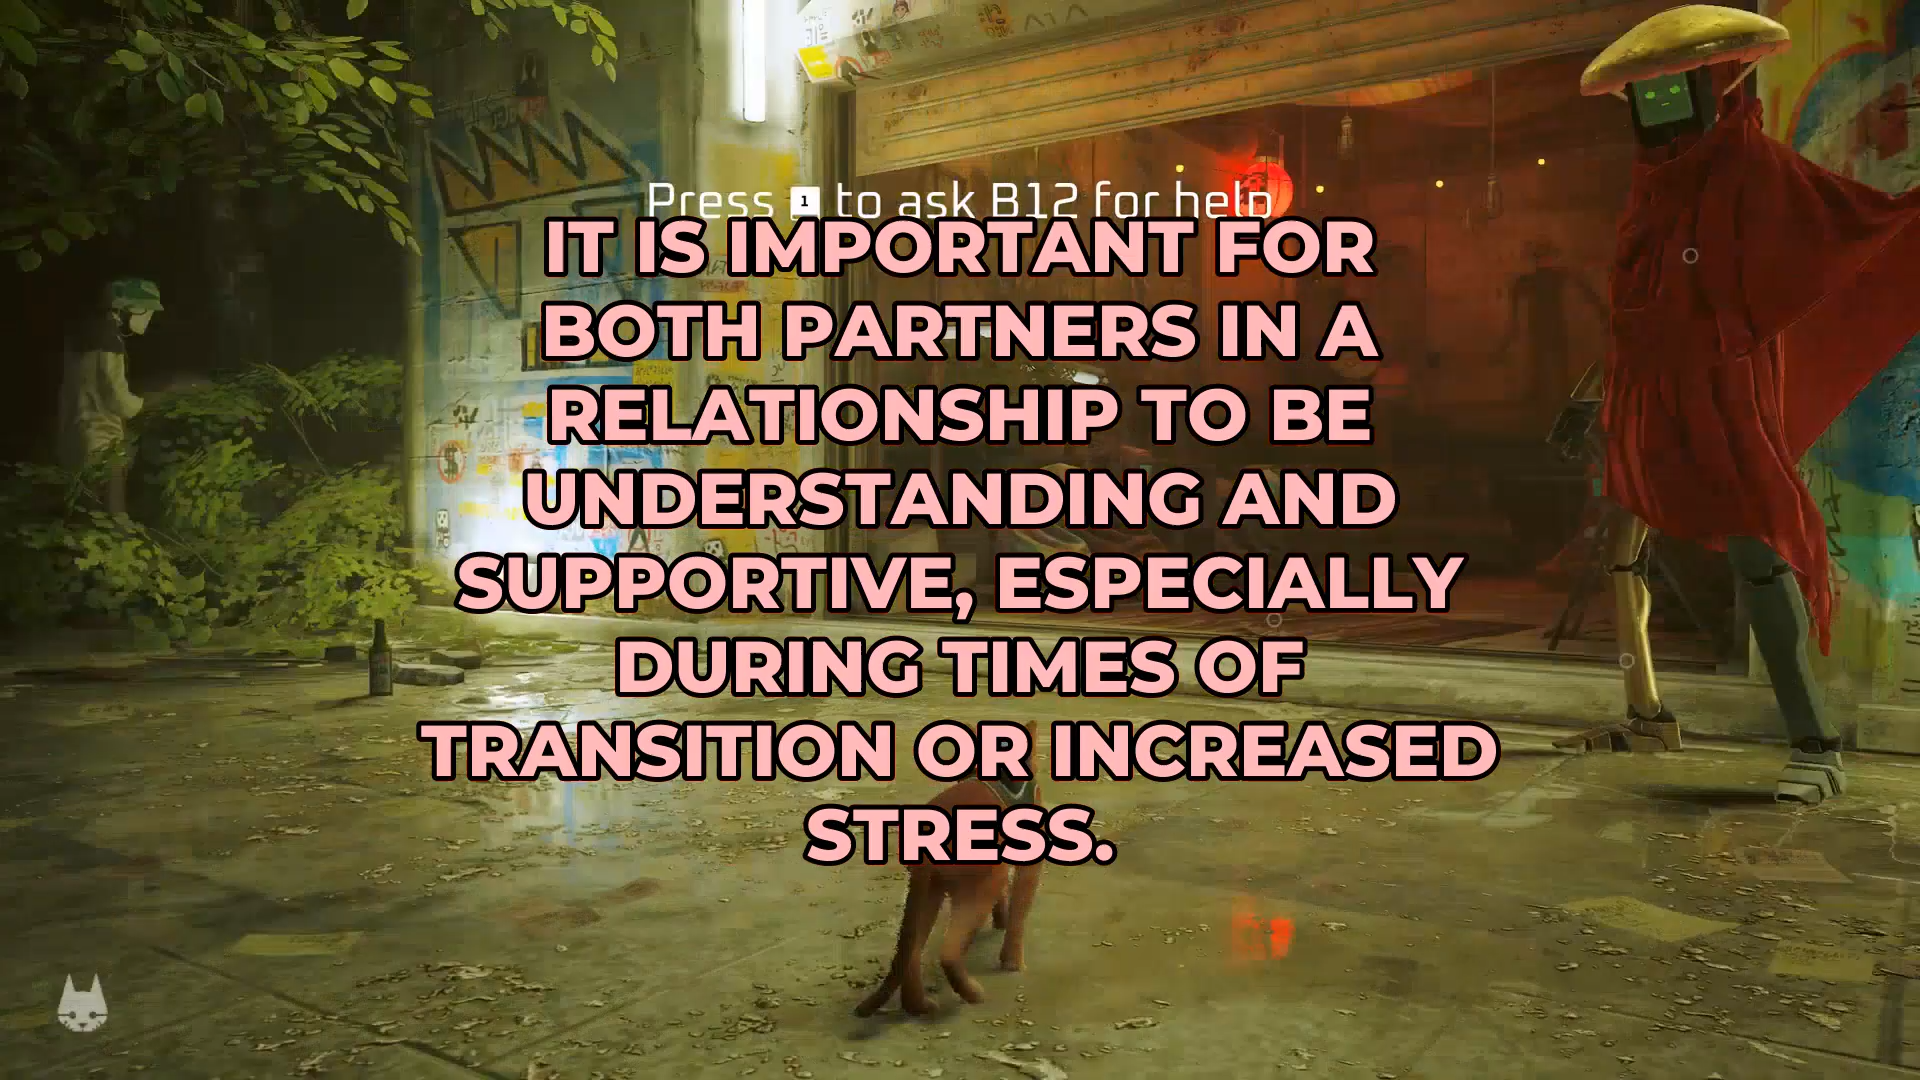 Press 1 to ask B12 for help
IT IS IMPORTANT FOR
BOTH PARTNERS IN A
RELATIONSHIP TO BE
UNDERSTANDING AND
SUPPORTIVE, ESPECIALLY
DURING TIMES OF
TRANSITION OR INCREASED
STRESS.